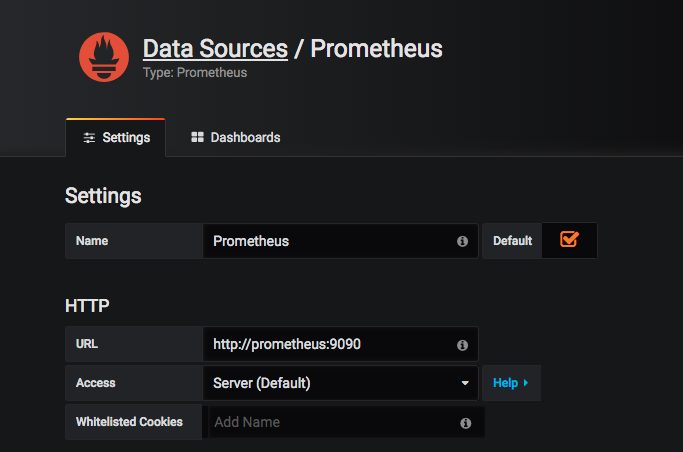 Data Sources / Prometheus
Type: Prometheus
Settings
Dashboards
Settings
Name
Prometheus
Default
HTTP
URL
http://prometheus:9090
Access
Server (Default)
Help
Whitelisted Cookies
Add Name